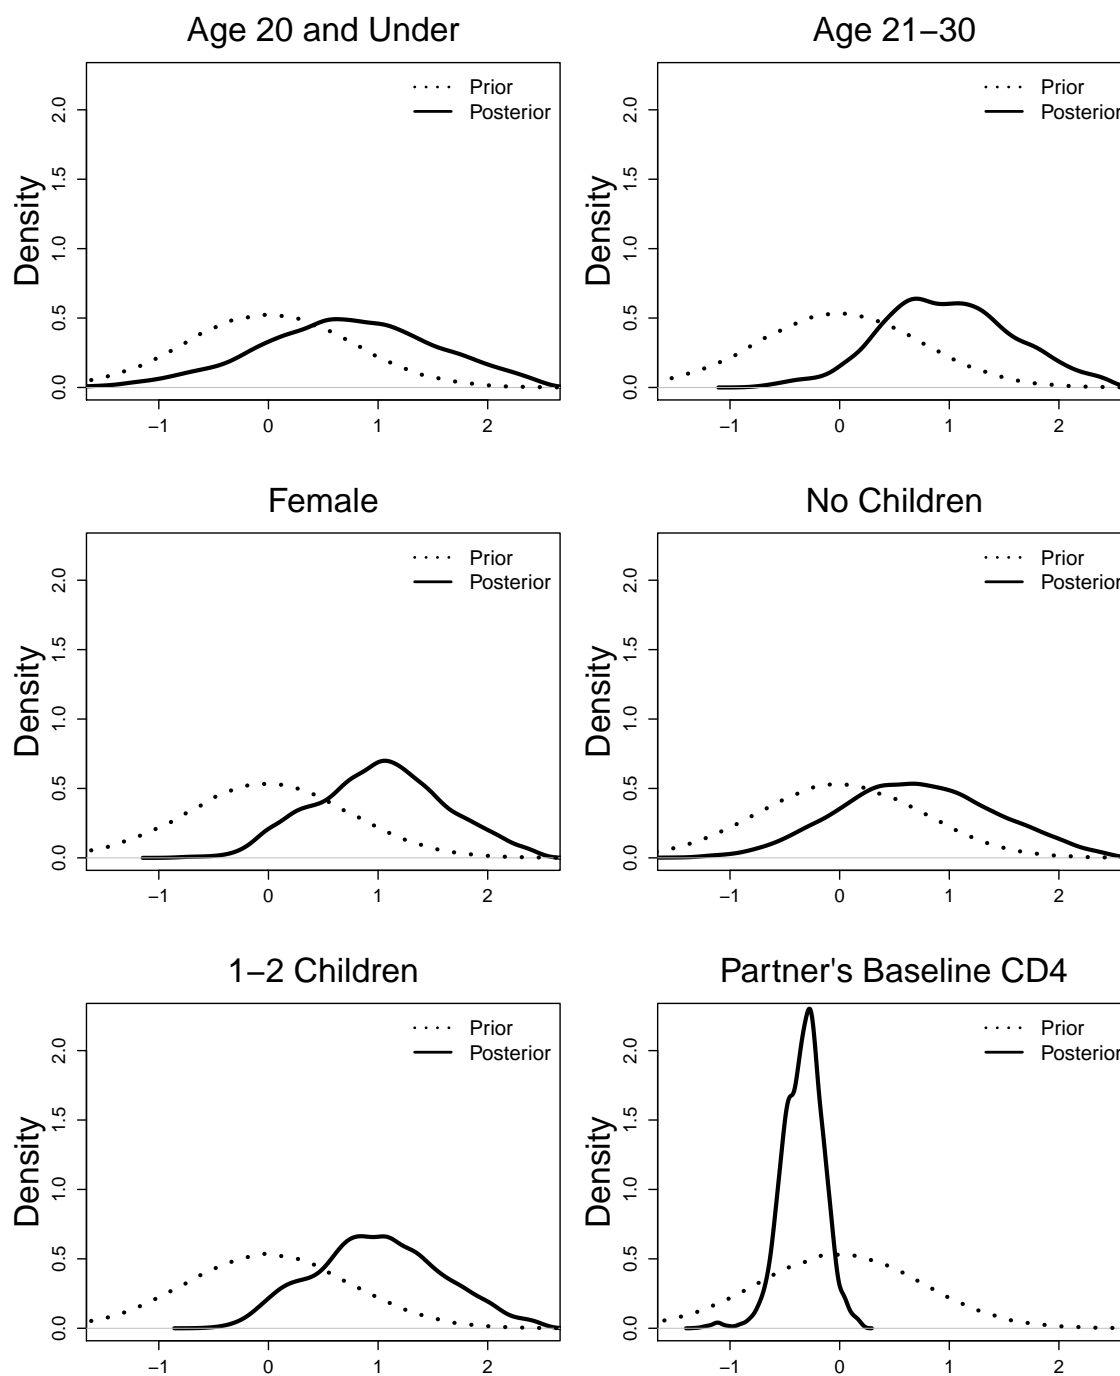 Age 20 and Under
Prior
Posterior
Density
0.0 0.5 1.0 1.5 2.0
−1 0 1 2
Age 21−30
Prior
Posterior
Density
0.0 0.5 1.0 1.5 2.0
−1 0 1 2
Female
Prior
Posterior
Density
0.0 0.5 1.0 1.5 2.0
−1 0 1 2
No Children
Prior
Posterior
Density
0.0 0.5 1.0 1.5 2.0
−1 0 1 2
1−2 Children
Prior
Posterior
Density
0.0 0.5 1.0 1.5 2.0
−1 0 1 2
Partner's Baseline CD4
Prior
Posterior
Density
0.0 0.5 1.0 1.5 2.0
−1 0 1 2